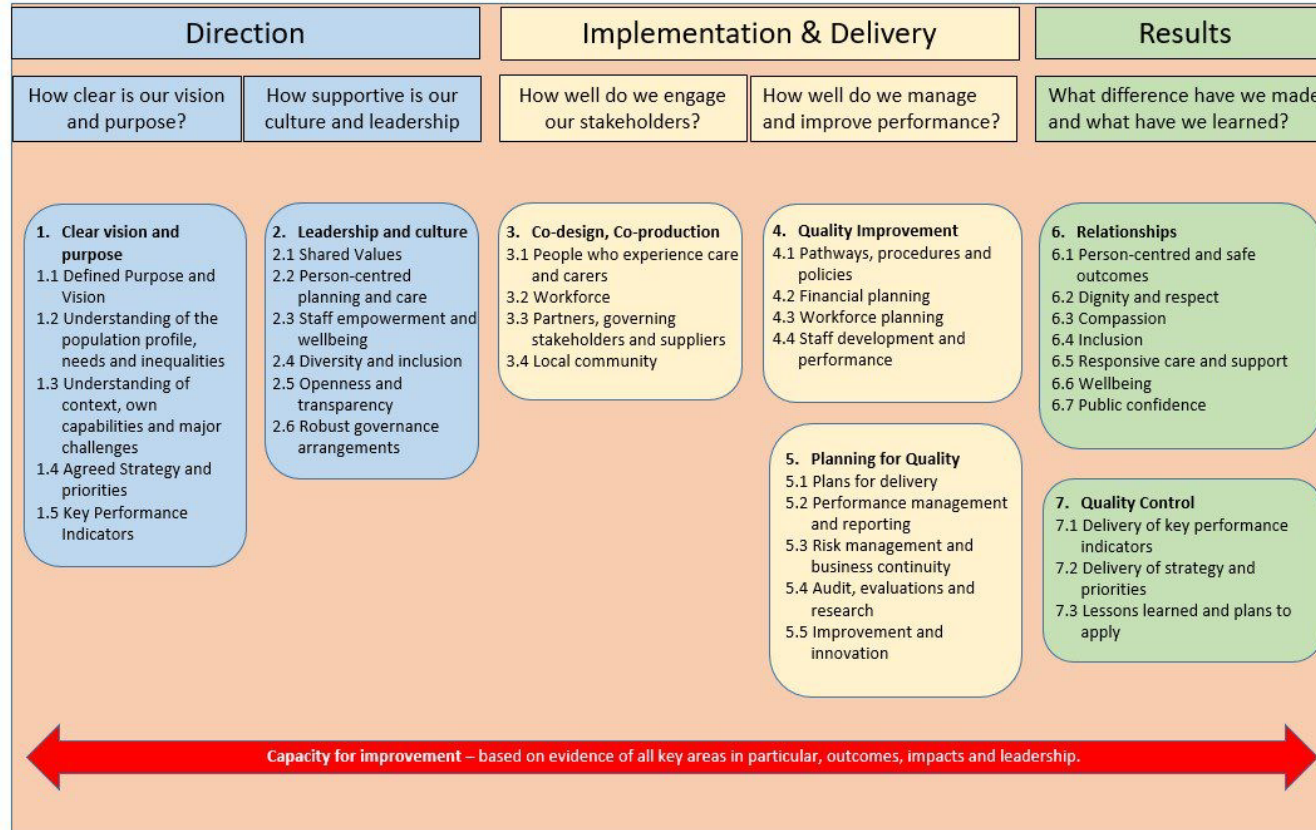 Direction
Implementation & Delivery
Results
How clear is our vision
and purpose?
How supportive is our
culture and leadership
How well do we engage
our stakeholders?
How well do we manage
and improve performance?
What difference have we made
and what have we learned?
1. Clear vision and
purpose
1.1 Defined Purpose and
Vision
1.2 Understanding of the
population profile,
needs and inequalities
1.3 Understanding of
context, own
capabilities and major
challenges
1.4 Agreed Strategy and
priorities
1.5 Key Performance
Indicators
2. Leadership and culture
2.1 Shared Values
2.2 Person-centred
planning and care
2.3 Staff empowerment and
wellbeing
2.4 Diversity and inclusion
2.5 Openness and
transparency
2.6 Robust governance
arrangements
3. Co-design, Co-production
3.1 People who experience care
and carers
3.2 Workforce
3.3 Partners, governing
stakeholders and suppliers
3.4 Local community
4. Quality Improvement
4.1 Pathways, procedures and
policies
4.2 Financial planning
4.3 Workforce planning
4.4 Staff development and
performance
5. Planning for Quality
5.1 Plans for delivery
5.2 Performance management
and reporting
5.3 Risk management and
business continuity
5.4 Audit, evaluations and
research
5.5 Improvement and
innovation
6. Relationships
6.1 Person-centred and safe
outcomes
6.2 Dignity and respect
6.3 Compassion
6.4 Inclusion
6.5 Responsive care and support
6.6 Wellbeing
6.7 Public confidence
7. Quality Control
7.1 Delivery of key performance
indicators
7.2 Delivery of strategy and
priorities
7.3 Lessons learned and plans to
apply
Capacity for improvement – based on evidence of all key areas in particular, outcomes, impacts and leadership.